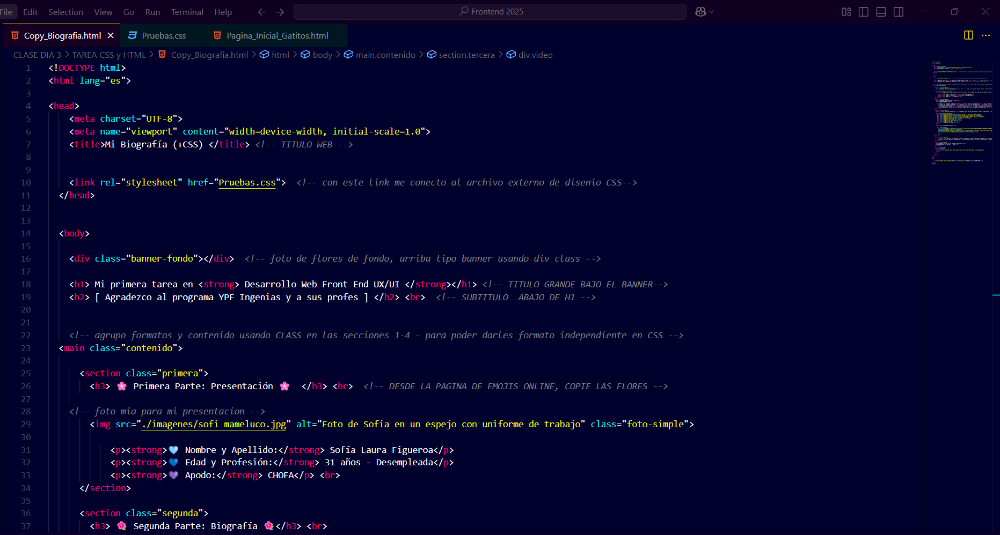 File Edit Selection View Go Run Terminal Help Frontend 2025
Copy_Biografia.html Pruebas.css Pagina_Inicial_Gatitos.html
CLASE DIA 3 > TAREA CSS y HTML > Copy_Biografia.html > html > body > main.contenido > section.tercera > div.video
1 <!DOCTYPE html>
2 <html lang="es">
3
4 <head>
5 <meta charset="UTF-8">
6 <meta name="viewport" content="width=device-width, initial-scale=1.0">
7 <title>Mi Biografía (+CSS) </title> <!-- TITULO WEB -->
8
9
10 <link rel="stylesheet" href="Pruebas.css"> <!-- con este link me conecto al archivo externo de disenio CSS-->
11 </head>
12
13
14 <body>
15
16 <div class="banner-fondo"></div> <!-- foto de flores de fondo, arriba tipo banner usando div class -->
17
18 <h1> Mi primera tarea en <strong> Desarrollo Web Front End UX/UI </strong></h1> <!-- TITULO GRANDE BAJO EL BANNER-->
19 <h2> [ Agradezco al programa YPF Ingenias y a sus profes ] </h2> <br> <!-- SUBTITULO  ABAJO DE H1 -->
20
21
22 <!-- agrupo formatos y contenido usando CLASS en las secciones 1-4 - para poder darles formato independiente en CSS -->
23 <main class="contenido">
24
25 <section class="primera">
26 <h3> 🌸 Primera Parte: Presentación 🌸 </h3> <br> <!-- DESDE LA PAGINA DE EMOJIS ONLINE, COPIE LAS FLORES -->
27
28 <!-- foto mia para mi presentacion -->
29 <img src="./imagenes/sofi mameluco.jpg" alt="Foto de Sofia en un espejo con uniforme de trabajo" class="foto-simple">
30
31 <p><strong>🩵 Nombre y Apellido:</strong> Sofía Laura Figueroa</p>
32 <p><strong>💙 Edad y Profesión:</strong> 31 años - Desempleada</p>
33 <p><strong>💜 Apodo:</strong> CHOFA</p> <br>
34 </section>
35
36 <section class="segunda">
37 <h3> 🌺 Segunda Parte: Biografía 🌺</h3> <br>